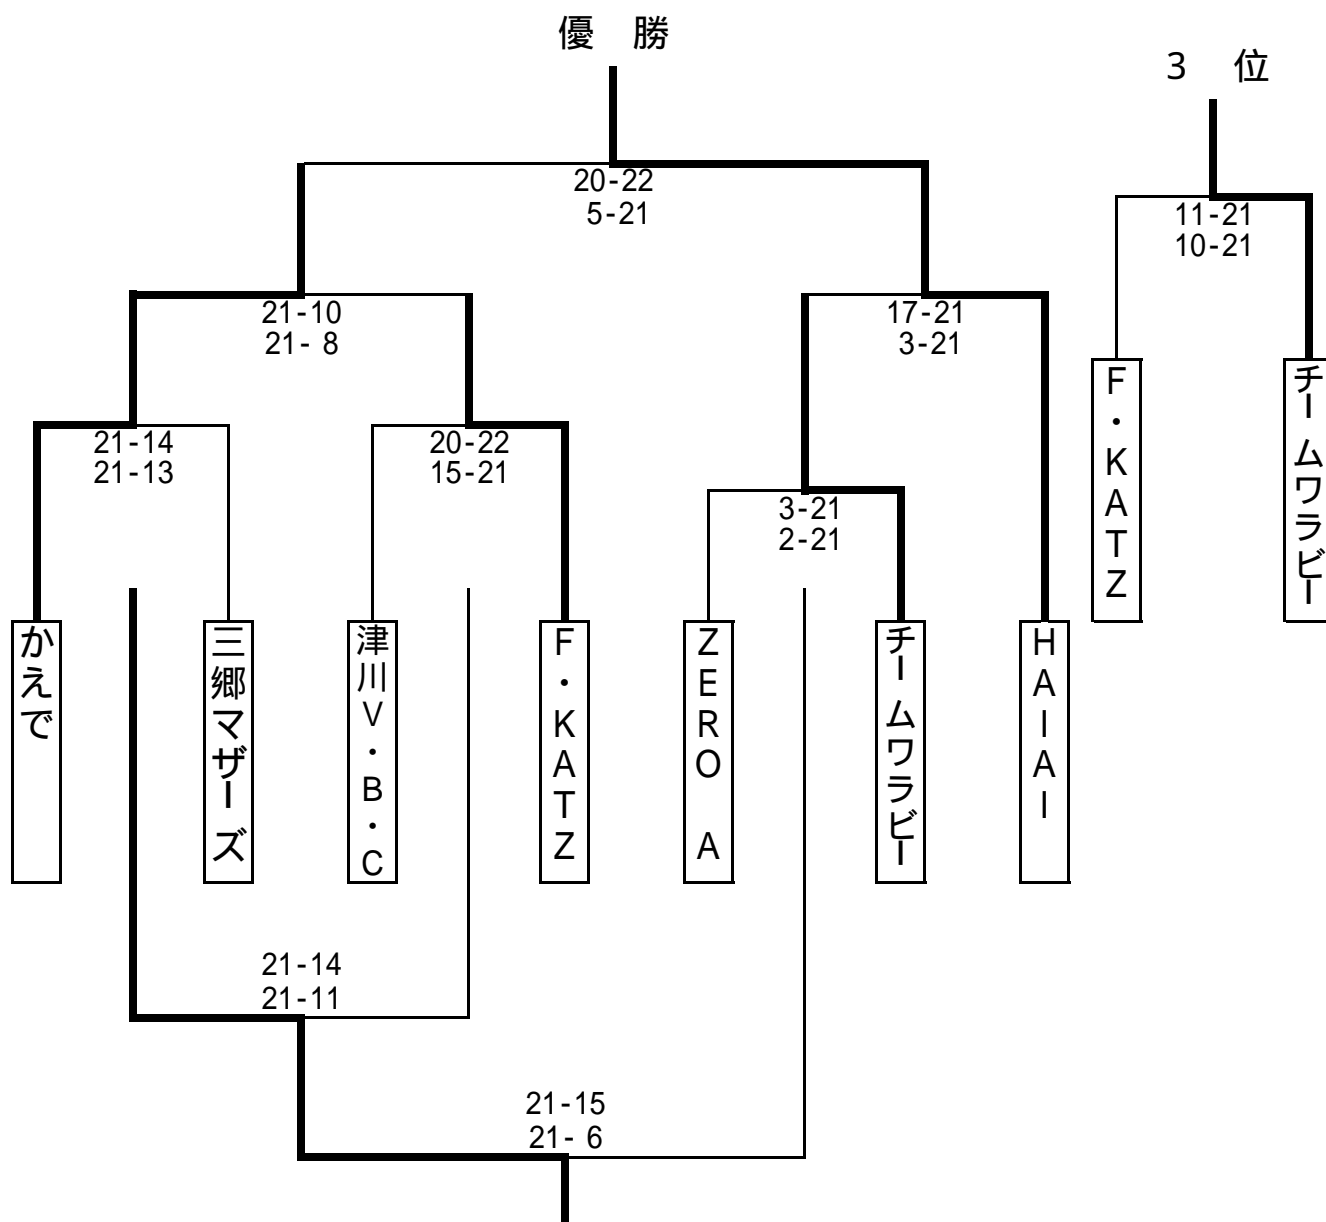 優 勝
3 位
20-22
5-21
11-21
10-21
21-10
21- 8
17-21
3-21
F・KATZ
チームワラビー
21-14
21-13
20-22
15-21
3-21
2-21
かえで
三郷マザーズ
津川V・B・C
F・KATZ
ZERO A
チームワラビー
HAIAI
21-14
21-11
21-15
21- 6